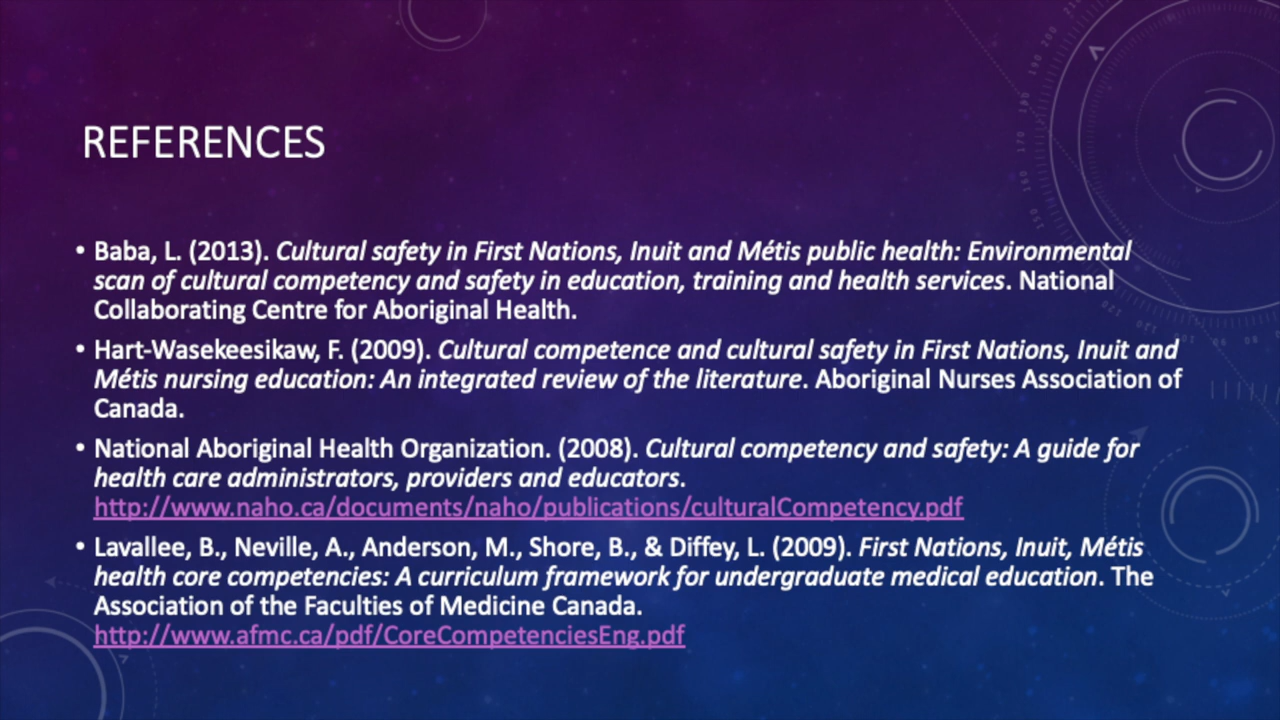 REFERENCES
• Baba, L. (2013). Cultural safety in First Nations, Inuit and Métis public health: Environmental
scan of cultural competency and safety in education, training and health services. National
Collaborating Centre for Aboriginal Health.
• Hart-Wasekeesikaw, F. (2009). Cultural competence and cultural safety in First Nations, Inuit and
Métis nursing education: An integrated review of the literature. Aboriginal Nurses Association of
Canada.
• National Aboriginal Health Organization. (2008). Cultural competency and safety: A guide for
health care administrators, providers and educators.
http://www.naho.ca/documents/naho/publications/culturalCompetency.pdf
• Lavallee, B., Neville, A., Anderson, M., Shore, B., & Diffey, L. (2009). First Nations, Inuit, Métis
health core competencies: A curriculum framework for undergraduate medical education. The
Association of the Faculties of Medicine Canada.
http://www.afmc.ca/pdf/CoreCompetenciesEng.pdf